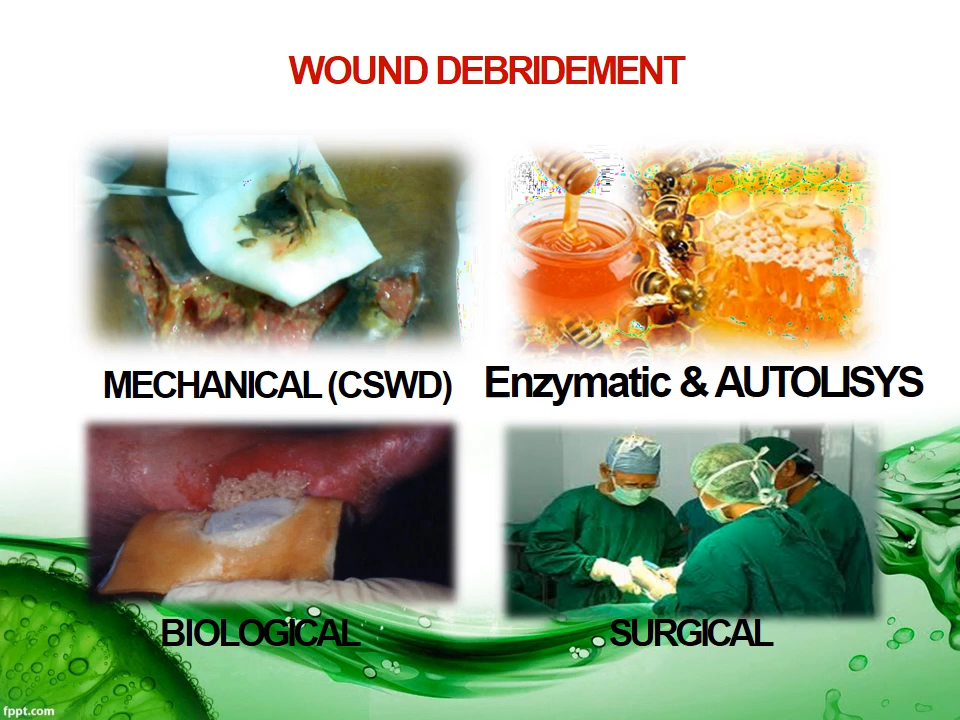 WOUND DEBRIDEMENT
MECHANICAL (CSWD)
Enzymatic & AUTOLISYS
BIOLOGICAL
SURGICAL
fppt.com